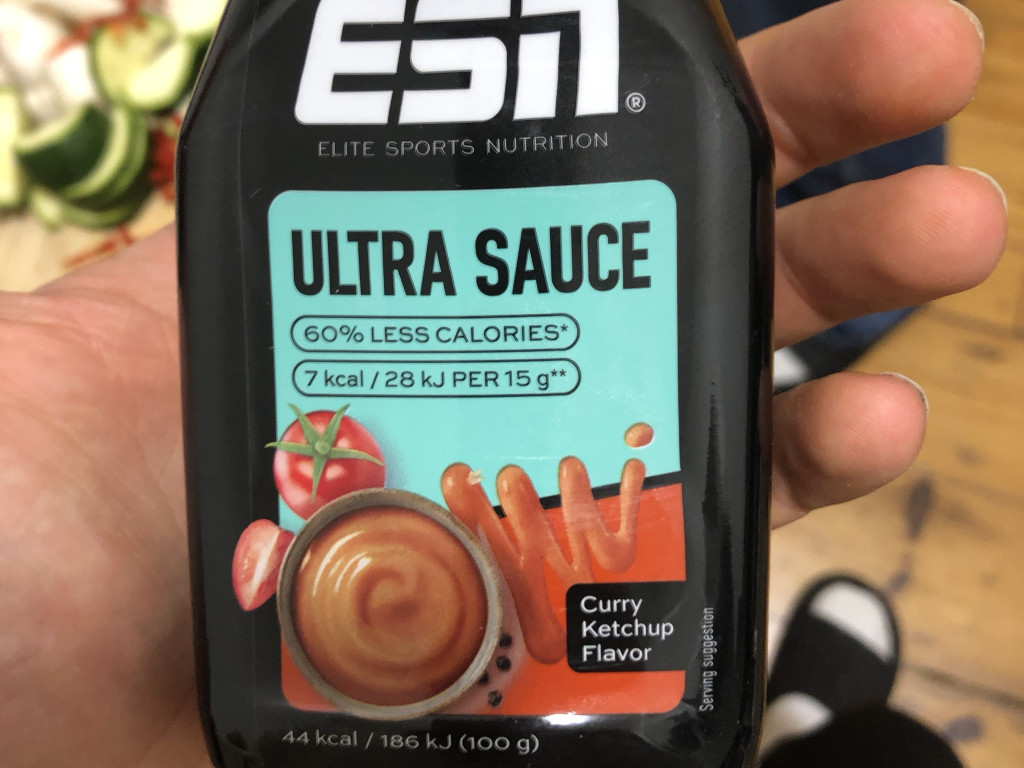 ESN®
ELITE SPORTS NUTRITION
ULTRA SAUCE
60% LESS CALORIES*
7 kcal / 28 kJ PER 15 g**
Curry
Ketchup
Flavor
Serving suggestion
44 kcal / 186 kJ (100 g)